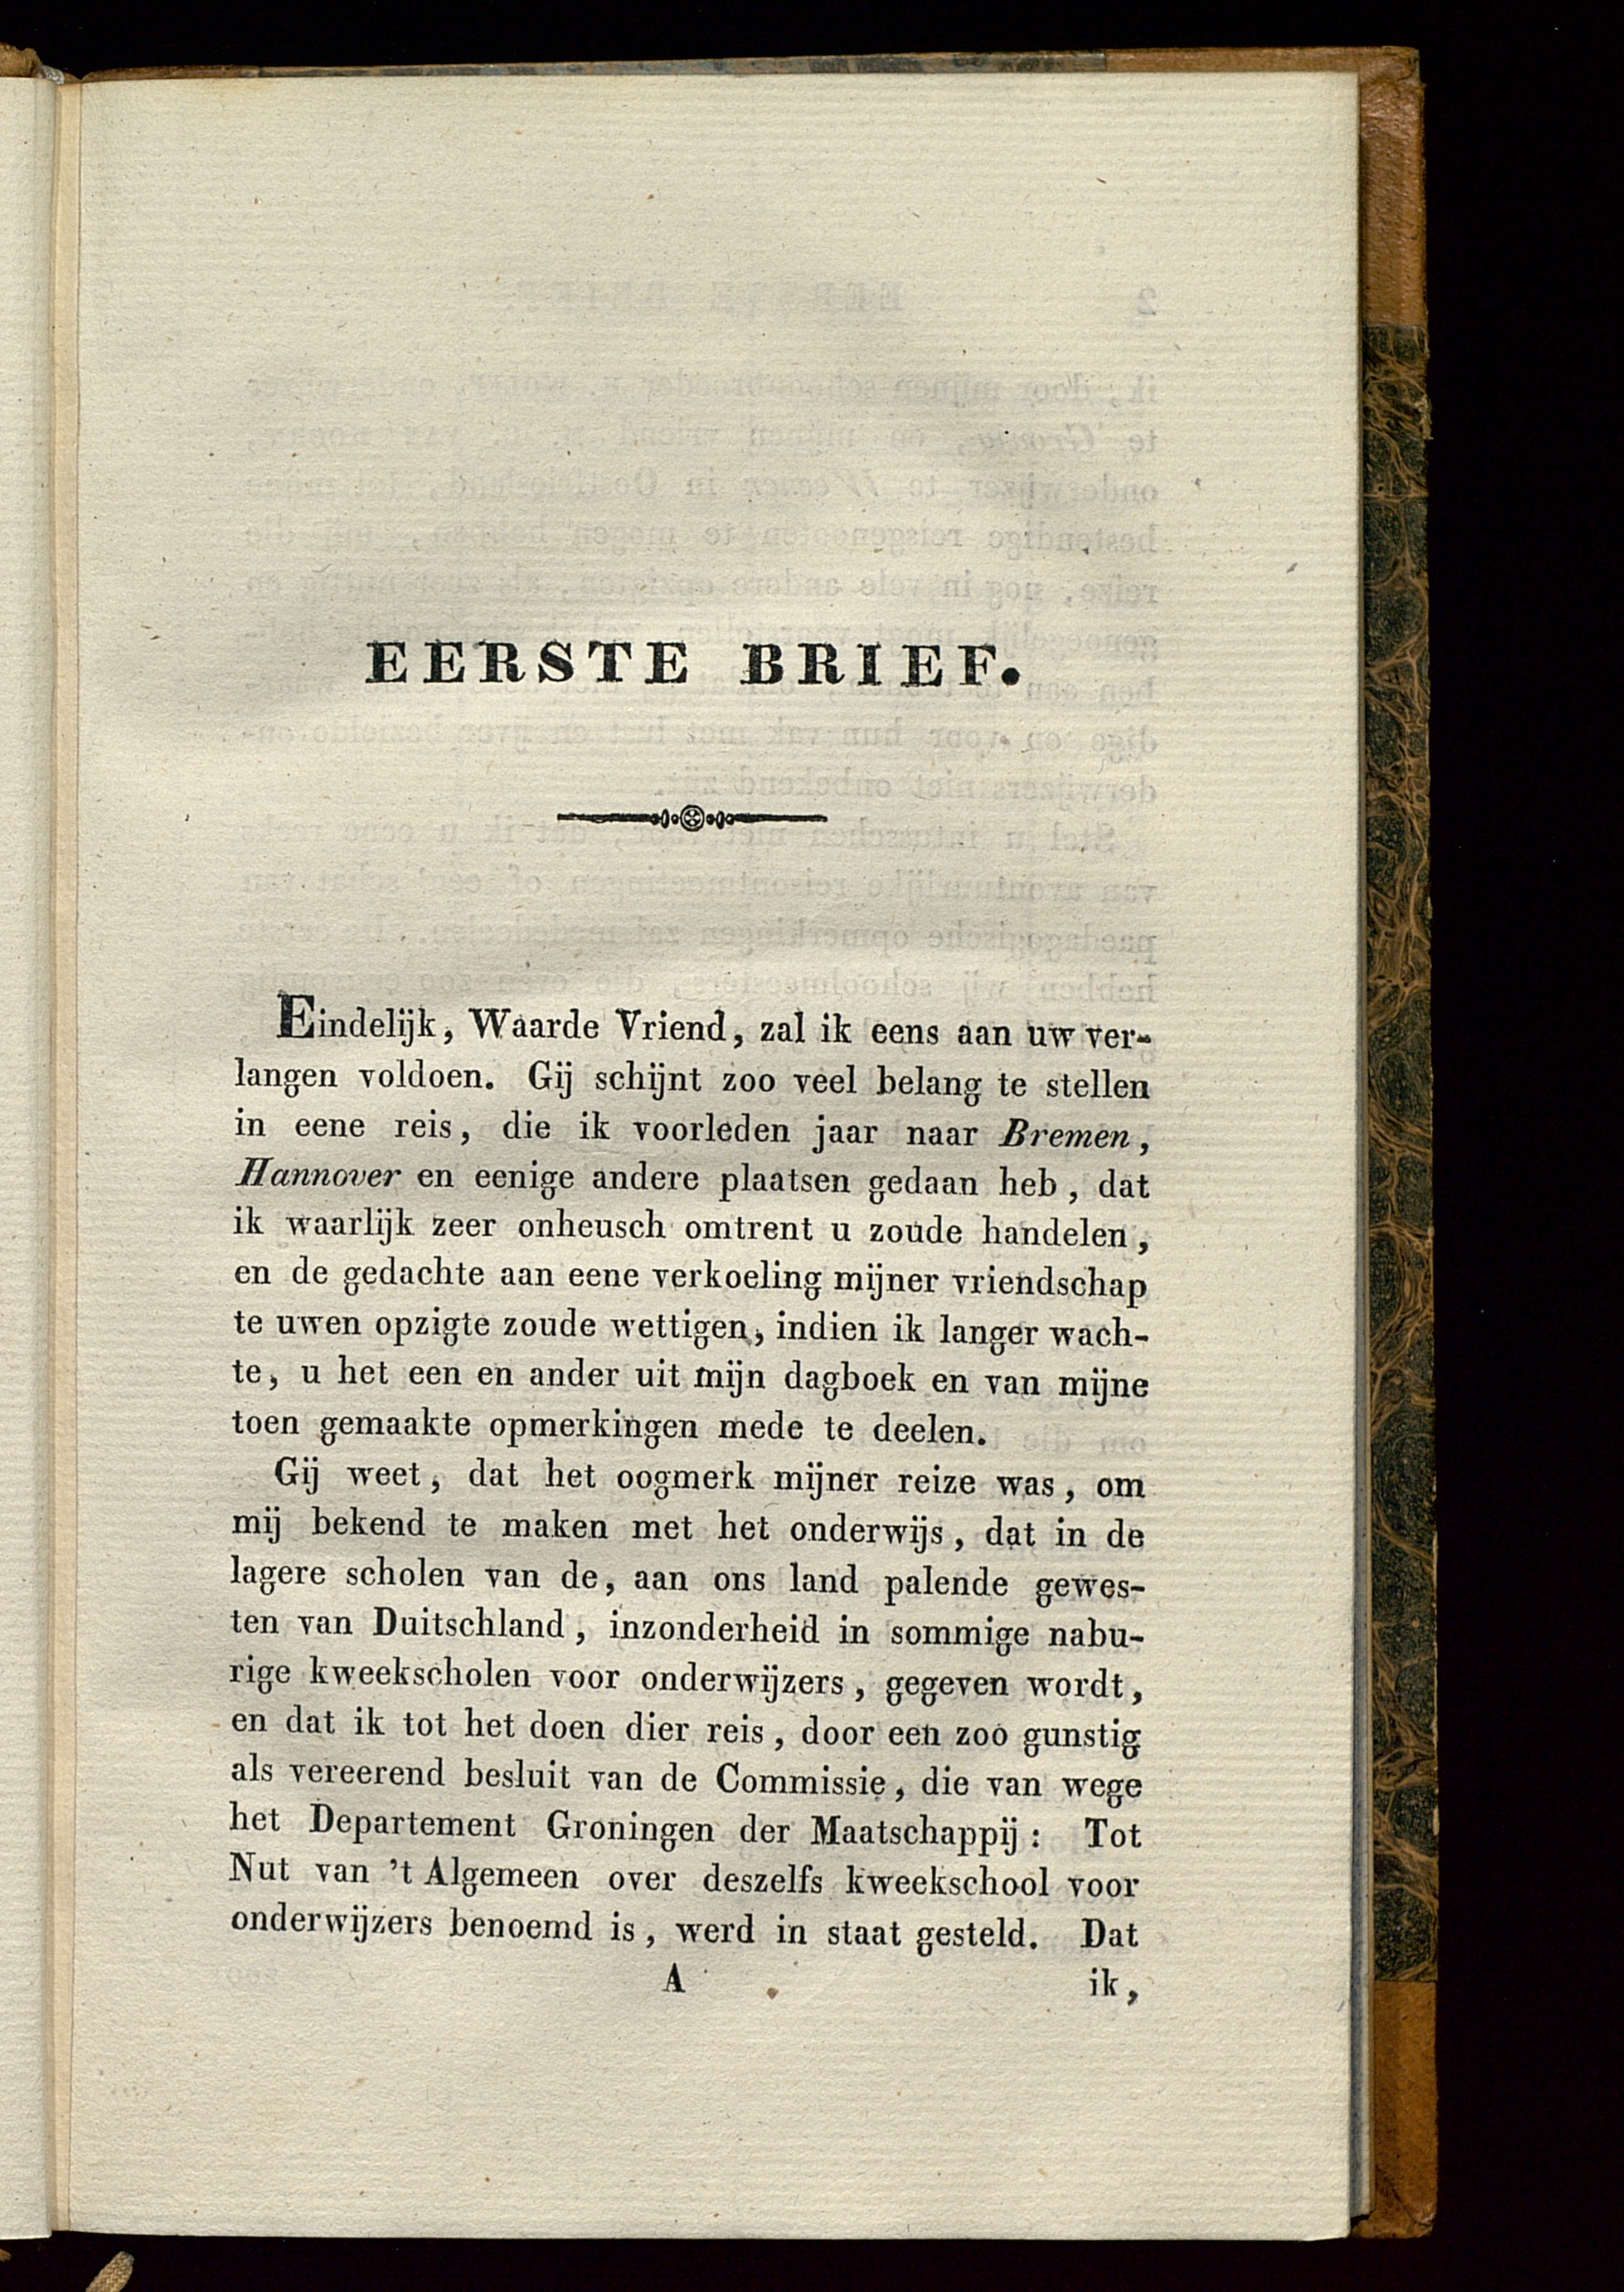 EERSTE BRIEF.
Eindelijk, Waarde Vriend, zal ik eens aan uw ver-
langen voldoen. Gij schijnt zoo veel belang te stellen
in eene reis, die ik voorleden jaar naar Bremen,
Hannover en eenige andere plaatsen gedaan heb, dat
ik waarlijk zeer onheusch omtrent u zoude handelen,
en de gedachte aan eene verkoeling mijner vriendschap
te uwen opzigte zoude wettigen, indien ik langer wach-
te, u het een en ander uit mijn dagboek en van mijne
toen gemaakte opmerkingen mede te deelen.
Gij weet, dat het oogmerk mijner reize was, om
mij bekend te maken met het onderwijs, dat in de
lagere scholen van de, aan ons land palende gewes-
ten van Duitschland, inzonderheid in sommige nabu-
rige kweekscholen voor onderwijzers, gegeven wordt,
en dat ik tot het doen dier reis, door een zoo gunstig
als vereerend besluit van de Commissie, die van wege
het Departement Groningen der Maatschappij: Tot
Nut van 't Algemeen over deszelfs kweekschool voor
onderwijzers benoemd is, werd in staat gesteld. Dat
A ik,